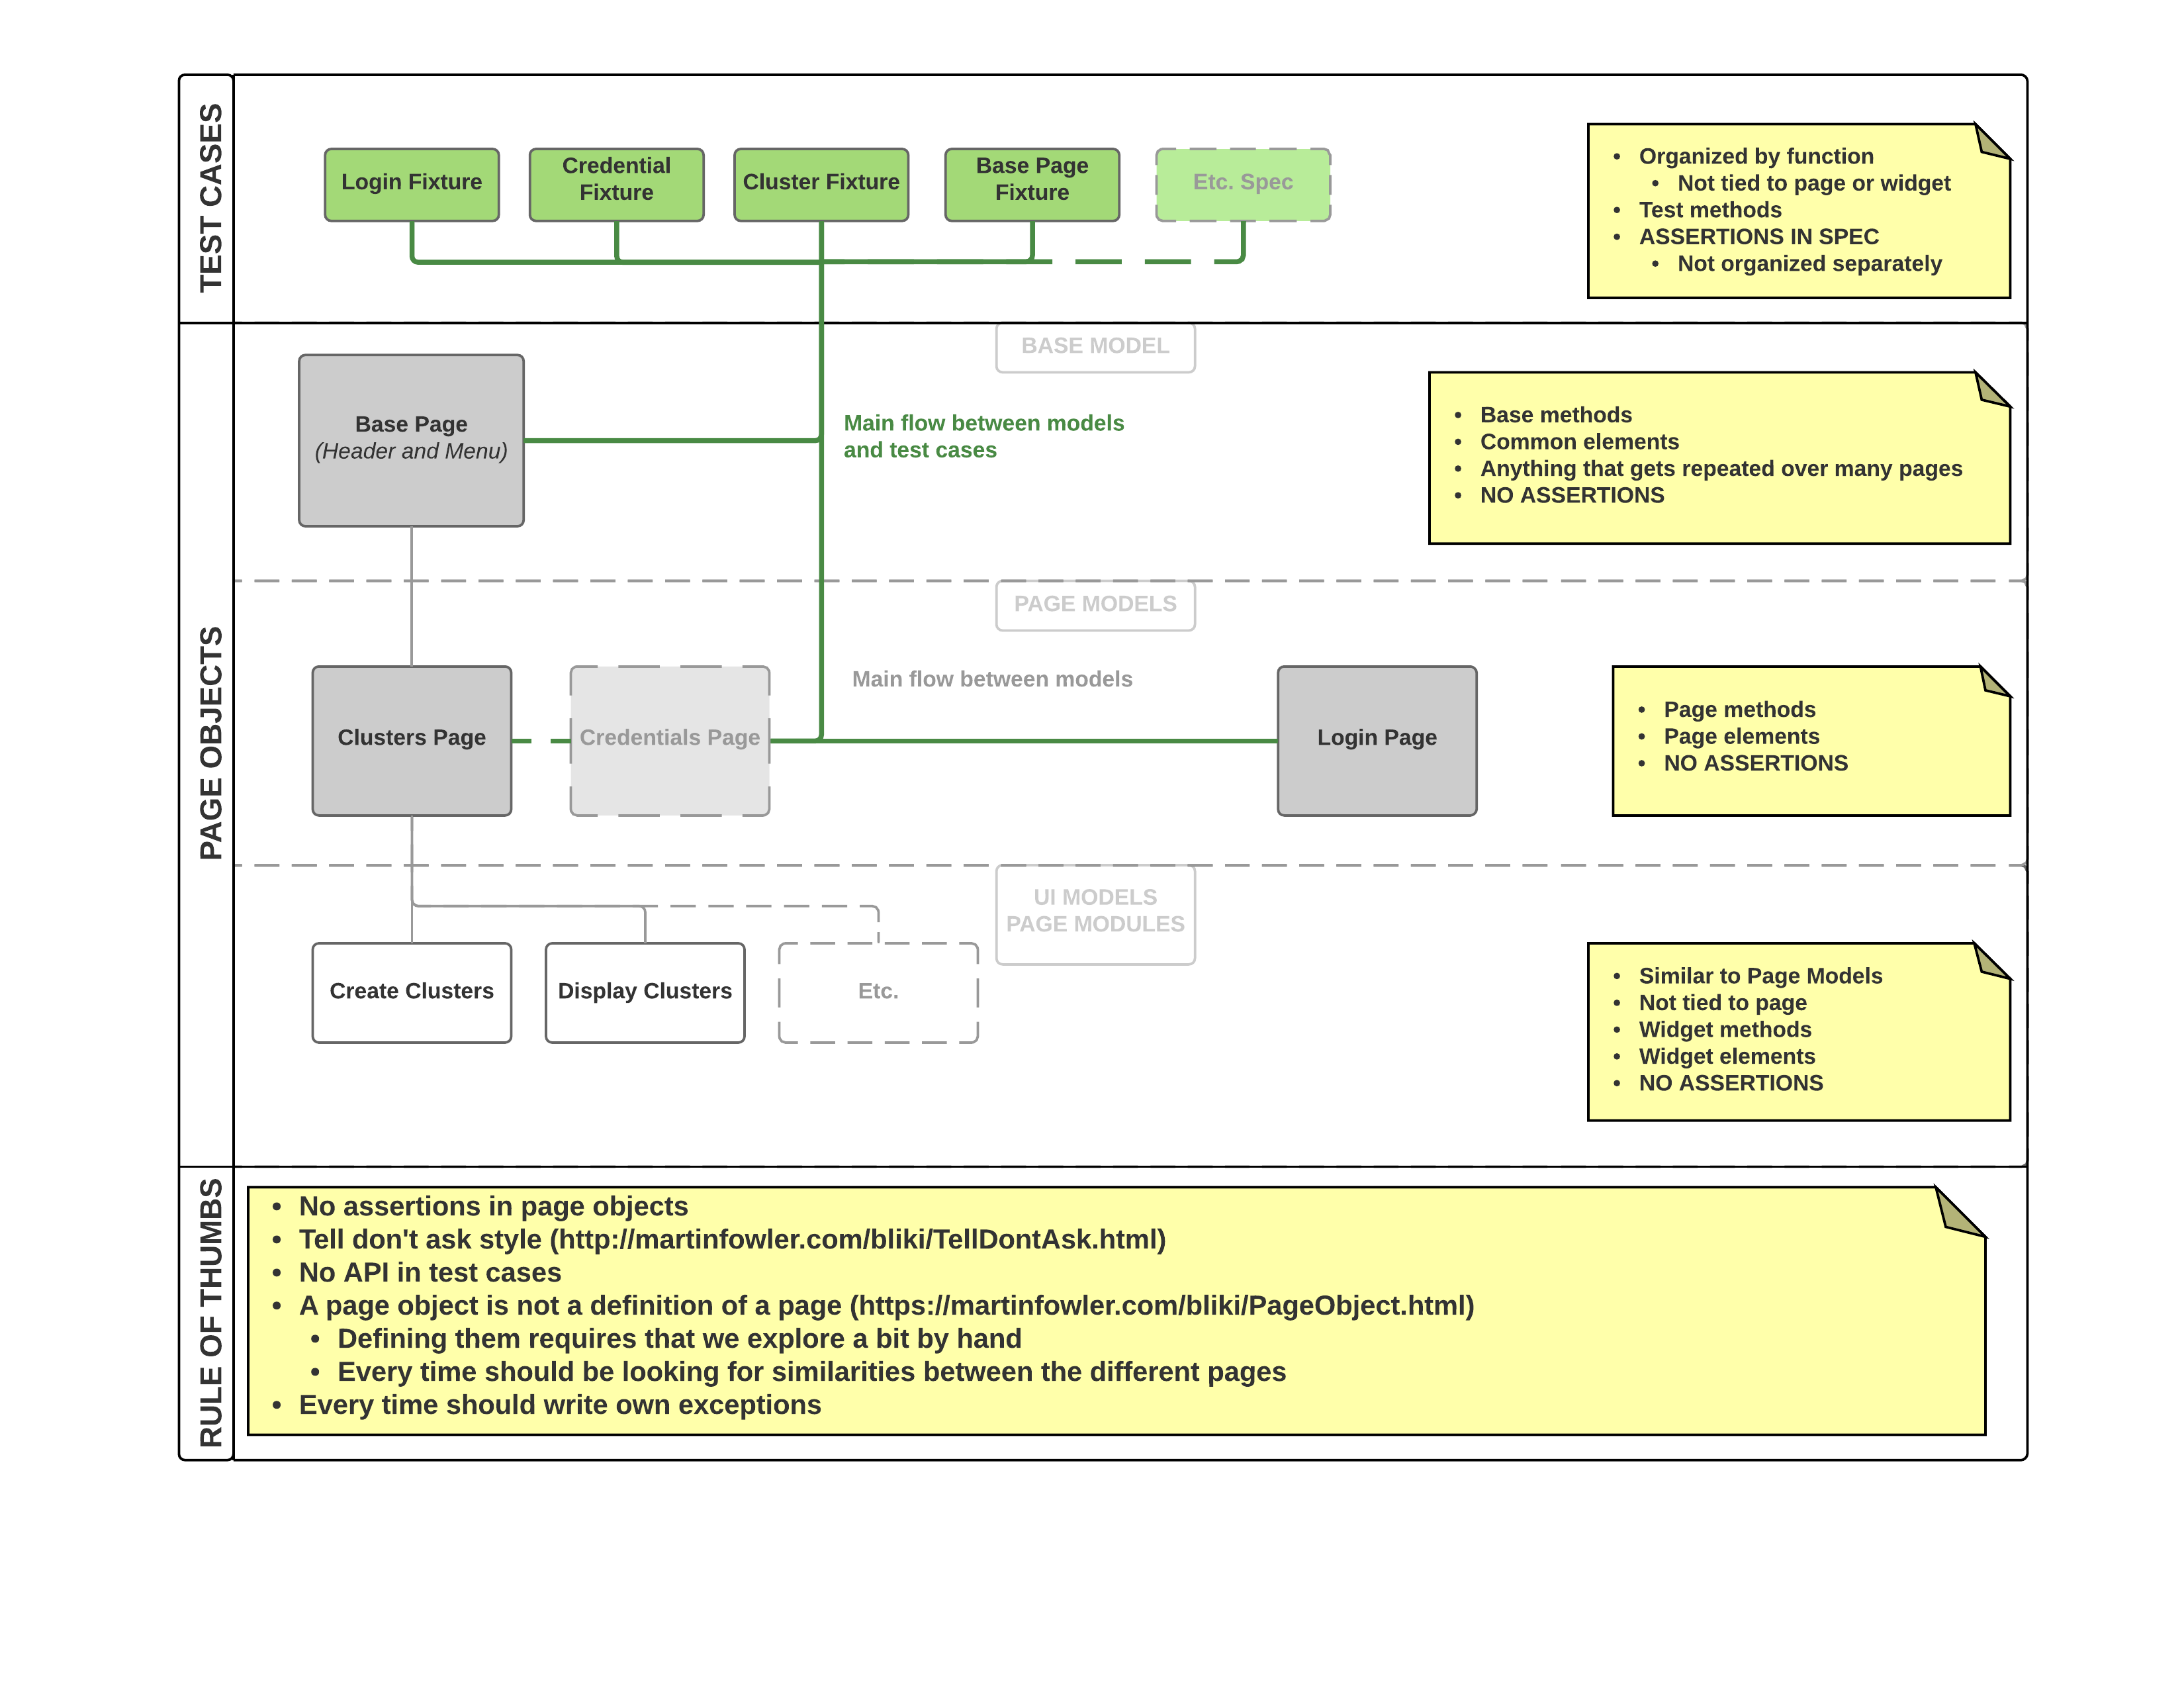 TEST CASES
Login Fixture
Credential
Fixture
Cluster Fixture
Base Page
Fixture
Etc. Spec
• Organized by function
• Not tied to page or widget
• Test methods
• ASSERTIONS IN SPEC
• Not organized separately
PAGE OBJECTS
BASE MODEL
Base Page
(Header and Menu)
Main flow between models
and test cases
• Base methods
• Common elements
• Anything that gets repeated over many pages
• NO ASSERTIONS
PAGE MODELS
Clusters Page
Credentials Page
Main flow between models
Login Page
• Page methods
• Page elements
• NO ASSERTIONS
UI MODELS
PAGE MODULES
Create Clusters
Display Clusters
Etc.
• Similar to Page Models
• Not tied to page
• Widget methods
• Widget elements
• NO ASSERTIONS
RULE OF THUMBS
• No assertions in page objects
• Tell don't ask style (http://martinfowler.com/bliki/TellDontAsk.html)
• No API in test cases
• A page object is not a definition of a page (https://martinfowler.com/bliki/PageObject.html)
• Defining them requires that we explore a bit by hand
• Every time should be looking for similarities between the different pages
• Every time should write own exceptions